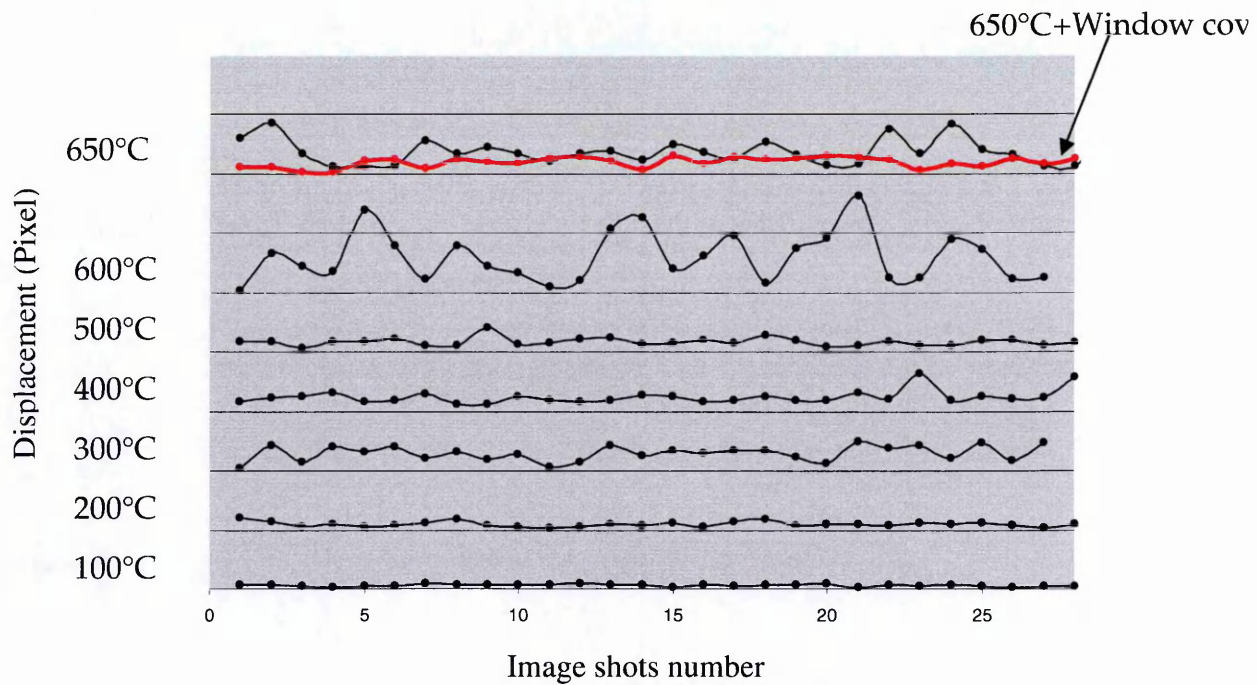 650°C+Window cov
650°C
600°C
500°C
400°C
300°C
200°C
100°C
Displacement (Pixel)
0 5 10 15 20 25
Image shots number